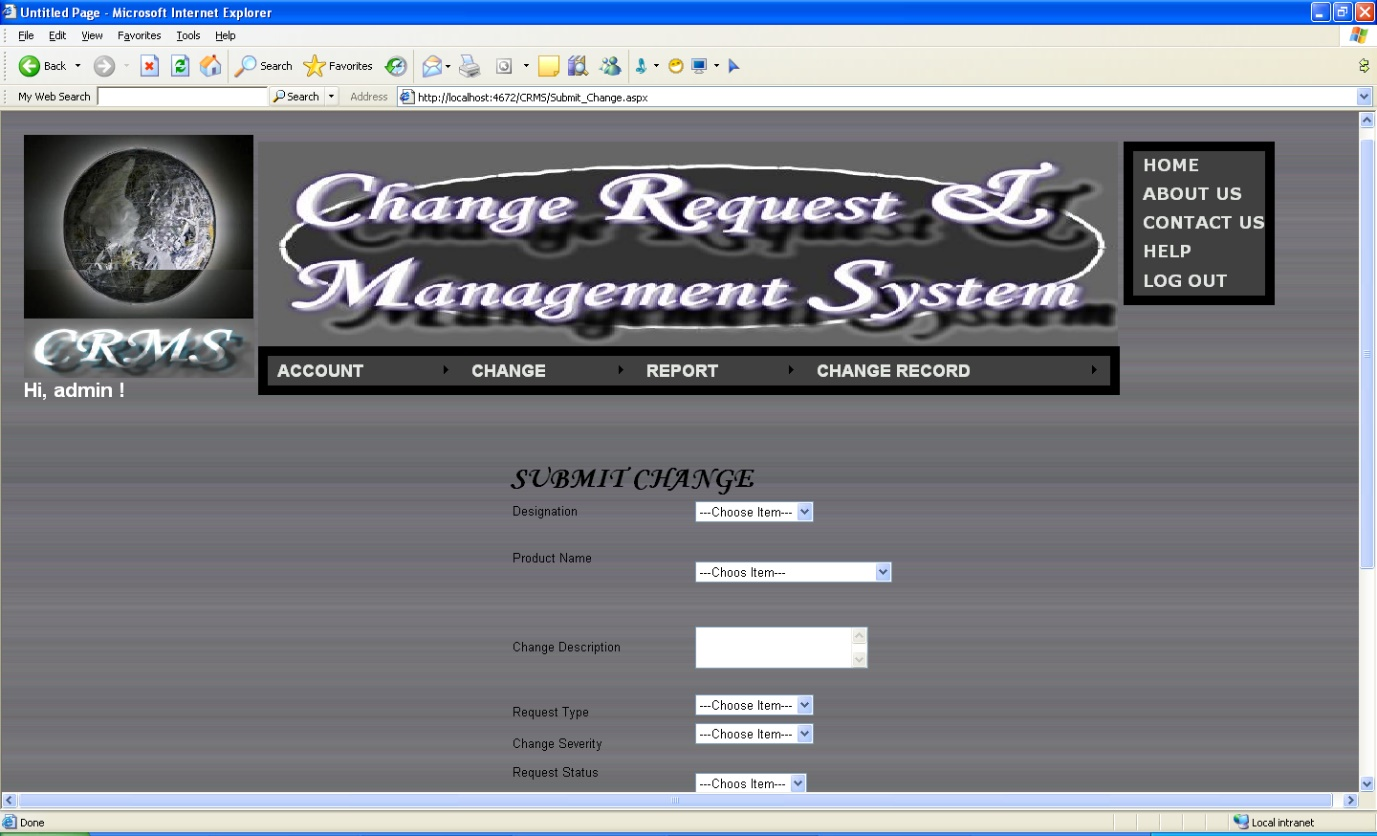 Untitled Page - Microsoft Internet Explorer
File Edit View Favorites Tools Help
Back Search Favorites
My Web Search Search Address http://localhost:4672/CRMS/Submit_Change.aspx
Change Request &
Management System
CRMS
Hi, admin !
HOME
ABOUT US
CONTACT US
HELP
LOG OUT
ACCOUNT CHANGE REPORT CHANGE RECORD
SUBMIT CHANGE
Designation ---Choose Item---
Product Name ---Choos Item---
Change Description
Request Type ---Choose Item---
Change Severity ---Choose Item---
Request Status ---Choos Item---
Done Local intranet